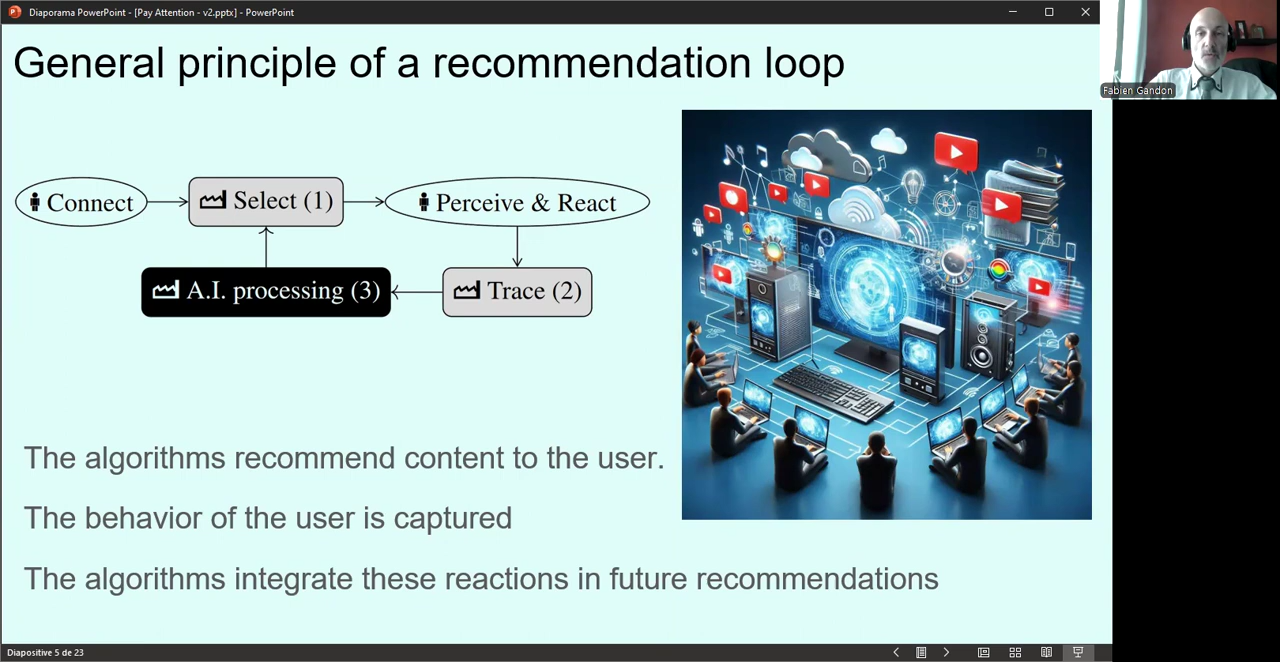 Diaporama PowerPoint - [Pay Attention - v2.pptx] - PowerPoint
General principle of a recommendation loop
Fabien Gandon
Connect
Select (1)
Perceive & React
A.I. processing (3)
Trace (2)
The algorithms recommend content to the user.
The behavior of the user is captured
The algorithms integrate these reactions in future recommendations
Diapositive 5 de 23